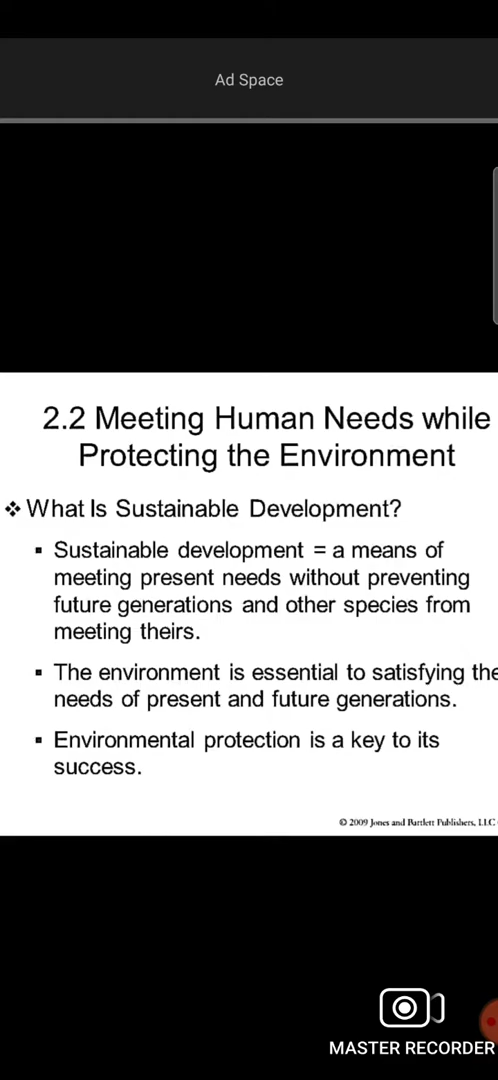 Ad Space
2.2 Meeting Human Needs while
Protecting the Environment
❖ What Is Sustainable Development?
▪ Sustainable development = a means of
meeting present needs without preventing
future generations and other species from
meeting theirs.
▪ The environment is essential to satisfying the
needs of present and future generations.
▪ Environmental protection is a key to its
success.
© 2009 Jones and Bartlett Publishers, LLC
MASTER RECORDER